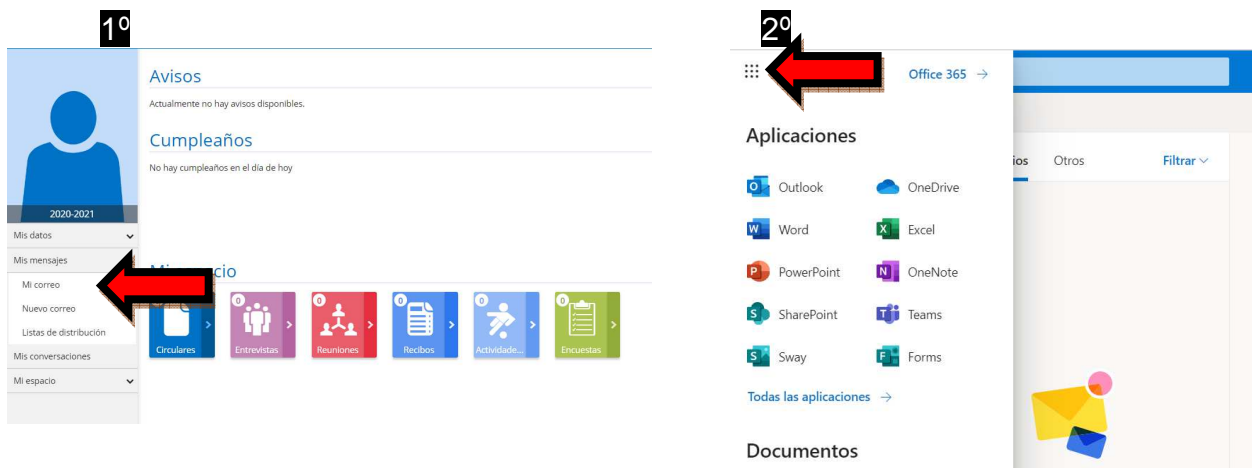 1º
Avisos
Actualmente no hay avisos disponibles.
Cumpleaños
No hay cumpleaños en el día de hoy
2020-2021
Mis datos
Mis mensajes
Mi correo
Nuevo correo
Listas de distribución
Mis conversaciones
Mi espacio
0 0 0 0 0
Circulares Entrevistas Reuniones Recibos Actividade... Encuestas
2º
Office 365 →
Aplicaciones
Outlook OneDrive
Word Excel
PowerPoint OneNote
SharePoint Teams
Sway Forms
Todas las aplicaciones →
Documentos
ios Otros Filtrar